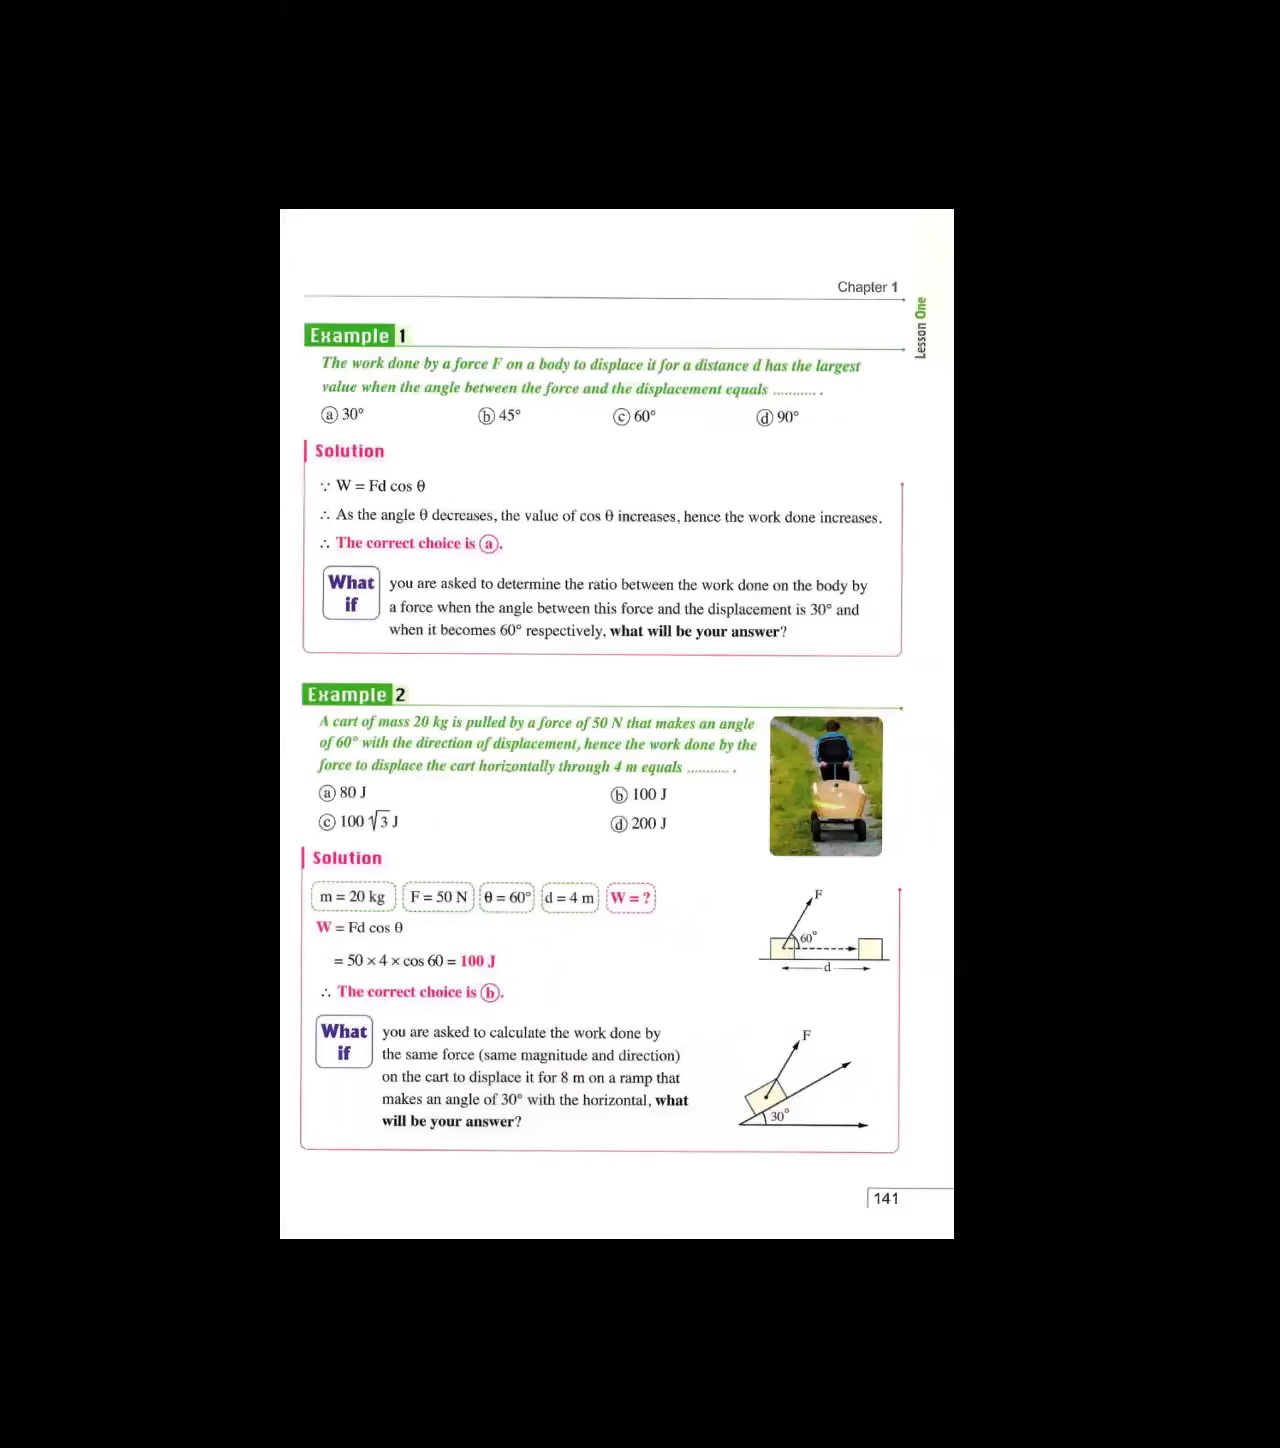 Chapter 1
Lesson One
Example 1
The work done by a force F on a body to displace it for a distance d has the largest
value when the angle between the force and the displacement equals ............ .
ⓐ 30° ⓑ 45° ⓒ 60° ⓓ 90°
Solution
∵ W = Fd cos θ
∴ As the angle θ decreases, the value of cos θ increases, hence the work done increases.
∴ The correct choice is ⓐ.
What if
you are asked to determine the ratio between the work done on the body by
a force when the angle between this force and the displacement is 30° and
when it becomes 60° respectively, what will be your answer?
Example 2
A cart of mass 20 kg is pulled by a force of 50 N that makes an angle
of 60° with the direction of displacement, hence the work done by the
force to displace the cart horizontally through 4 m equals ............ .
ⓐ 80 J ⓑ 100 J
ⓒ 100 √3 J ⓓ 200 J
Solution
m = 20 kg F = 50 N θ = 60° d = 4 m W = ?
W = Fd cos θ
= 50 × 4 × cos 60 = 100 J
∴ The correct choice is ⓑ.
F
60°
d
What if
you are asked to calculate the work done by
the same force (same magnitude and direction)
on the cart to displace it for 8 m on a ramp that
makes an angle of 30° with the horizontal, what
will be your answer?
F
30°
141